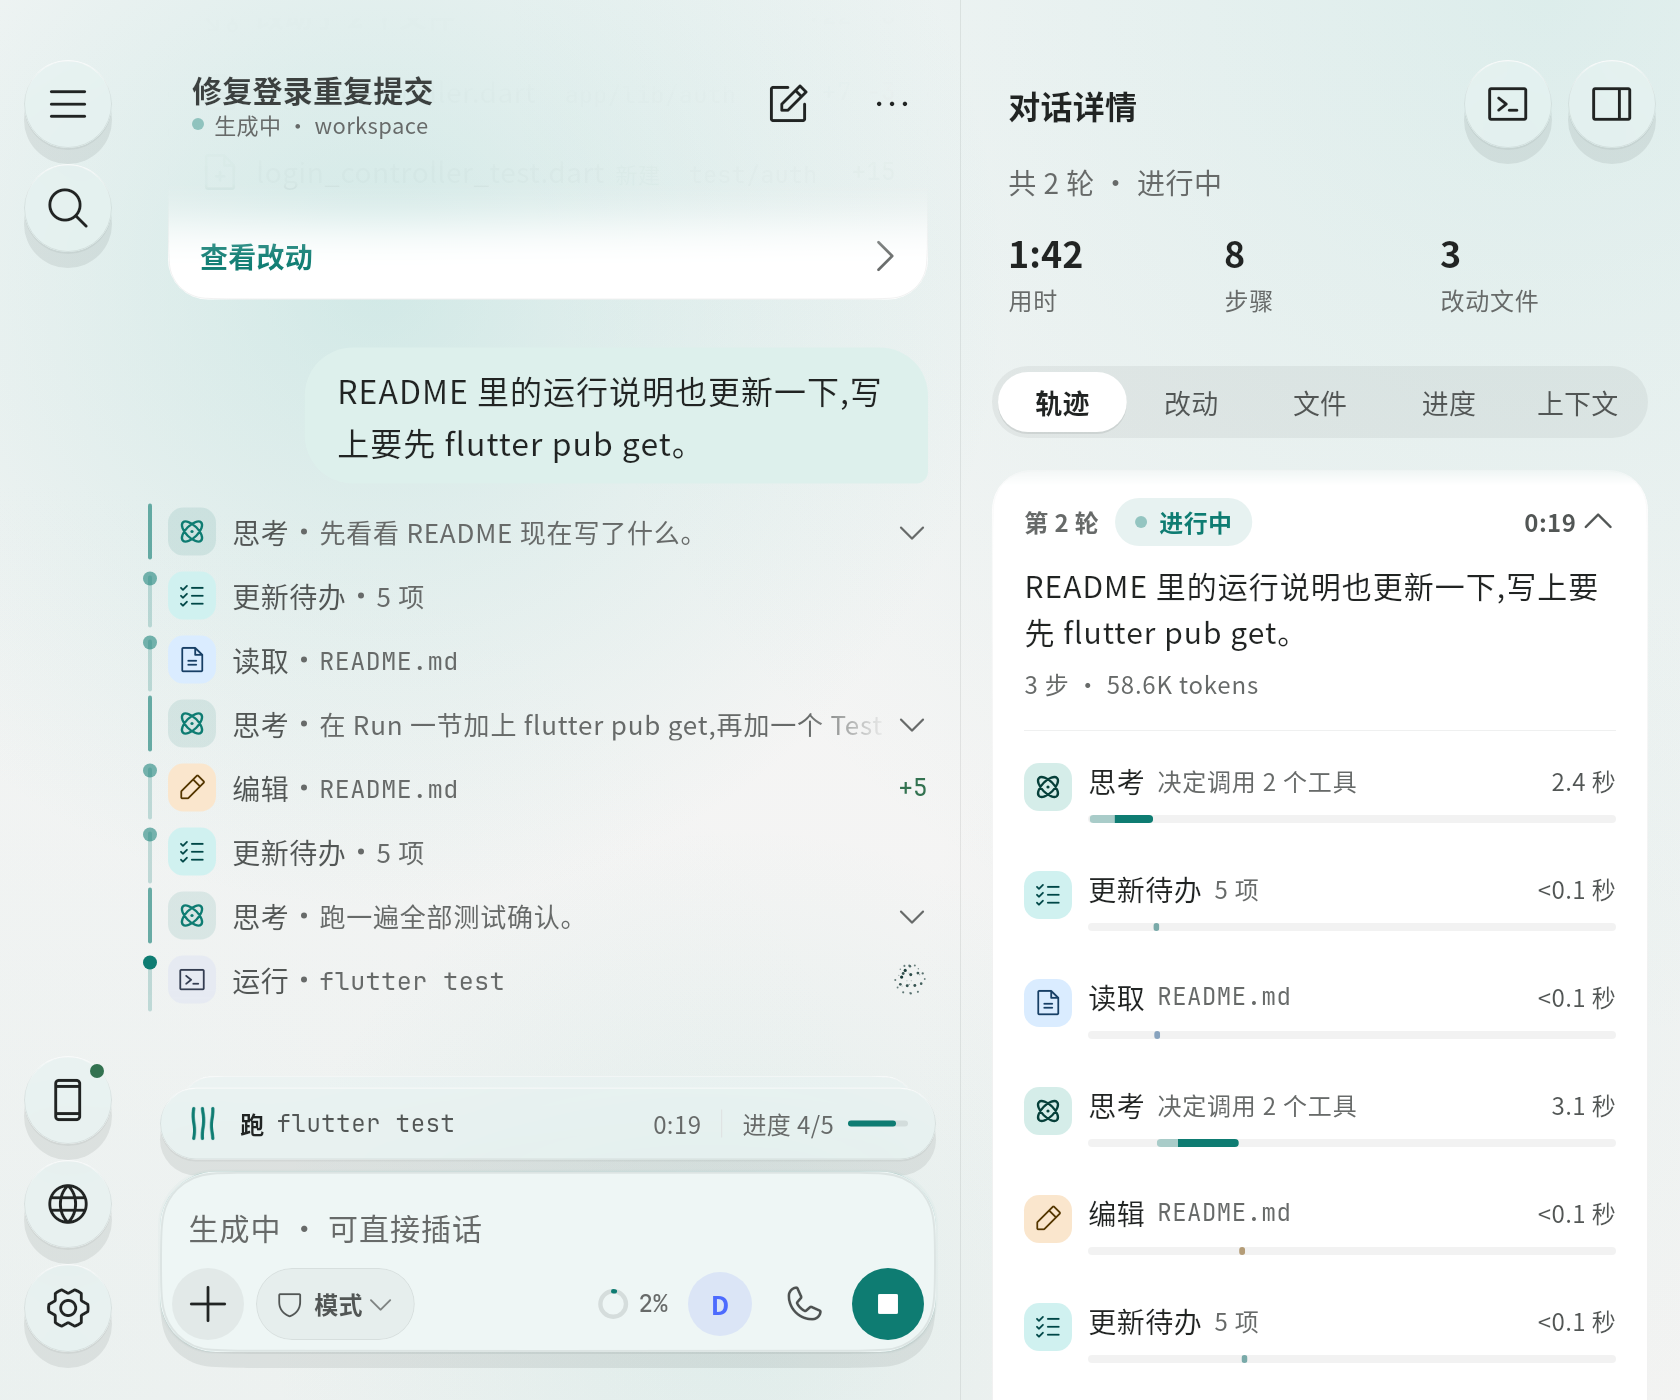 修复登录重复提交
生成中 · workspace
login_controller_test.dart 新建 test/auth +18
查看改动
README 里的运行说明也更新一下,写
上要先 flutter pub get。
思考 · 先看看 README 现在写了什么。
更新待办 · 5 项
读取 · README.md
思考 · 在 Run 一节加上 flutter pub get,再加一个 Test
编辑 · README.md +5
更新待办 · 5 项
思考 · 跑一遍全部测试确认。
运行 · flutter test
跑 flutter test 0:19 进度 4/5
生成中 · 可直接插话
模式 2% D
对话详情
共 2 轮 · 进行中
1:42 8 3
用时 步骤 改动文件
轨迹 改动 文件 进度 上下文
第 2 轮 进行中 0:19
README 里的运行说明也更新一下,写上要
先 flutter pub get。
3 步 · 58.6K tokens
思考 决定调用 2 个工具 2.4 秒
更新待办 5 项 <0.1 秒
读取 README.md <0.1 秒
思考 决定调用 2 个工具 3.1 秒
编辑 README.md <0.1 秒
更新待办 5 项 <0.1 秒